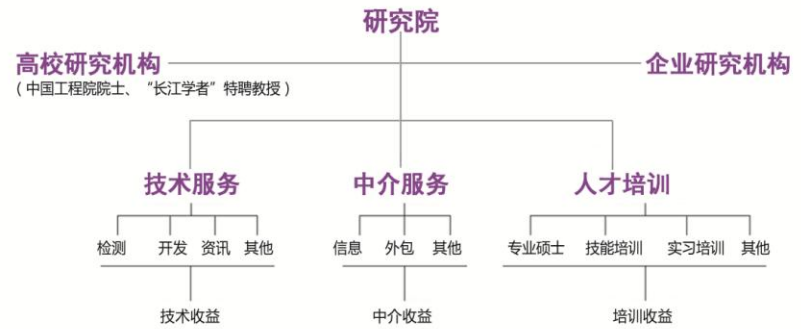 研究院
高校研究机构
企业研究机构
(中国工程院院士、“长江学者”特聘教授)
技术服务
中介服务
人才培训
检测 开发 资讯 其他
信息 外包 其他
专业硕士 技能培训 实习培训 其他
技术收益
中介收益
培训收益